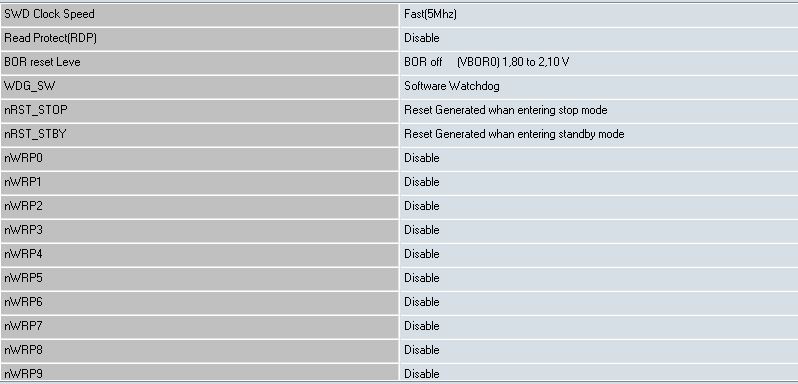 SWD Clock Speed Fast(5Mhz)
Read Protect(RDP) Disable
BOR reset Leve BOR off (VBOR0) 1,80 to 2,10 V
WDG_SW Software Watchdog
nRST_STOP Reset Generated whan entering stop mode
nRST_STBY Reset Generated whan entering standby mode
nWRP0 Disable
nWRP1 Disable
nWRP2 Disable
nWRP3 Disable
nWRP4 Disable
nWRP5 Disable
nWRP6 Disable
nWRP7 Disable
nWRP8 Disable
nWRP9 Disable